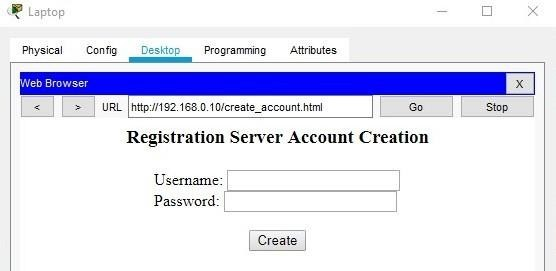 Laptop
Physical Config Desktop Programming Attributes
Web Browser X
< > URL http://192.168.0.10/create_account.html Go Stop
Registration Server Account Creation
Username:
Password:
Create